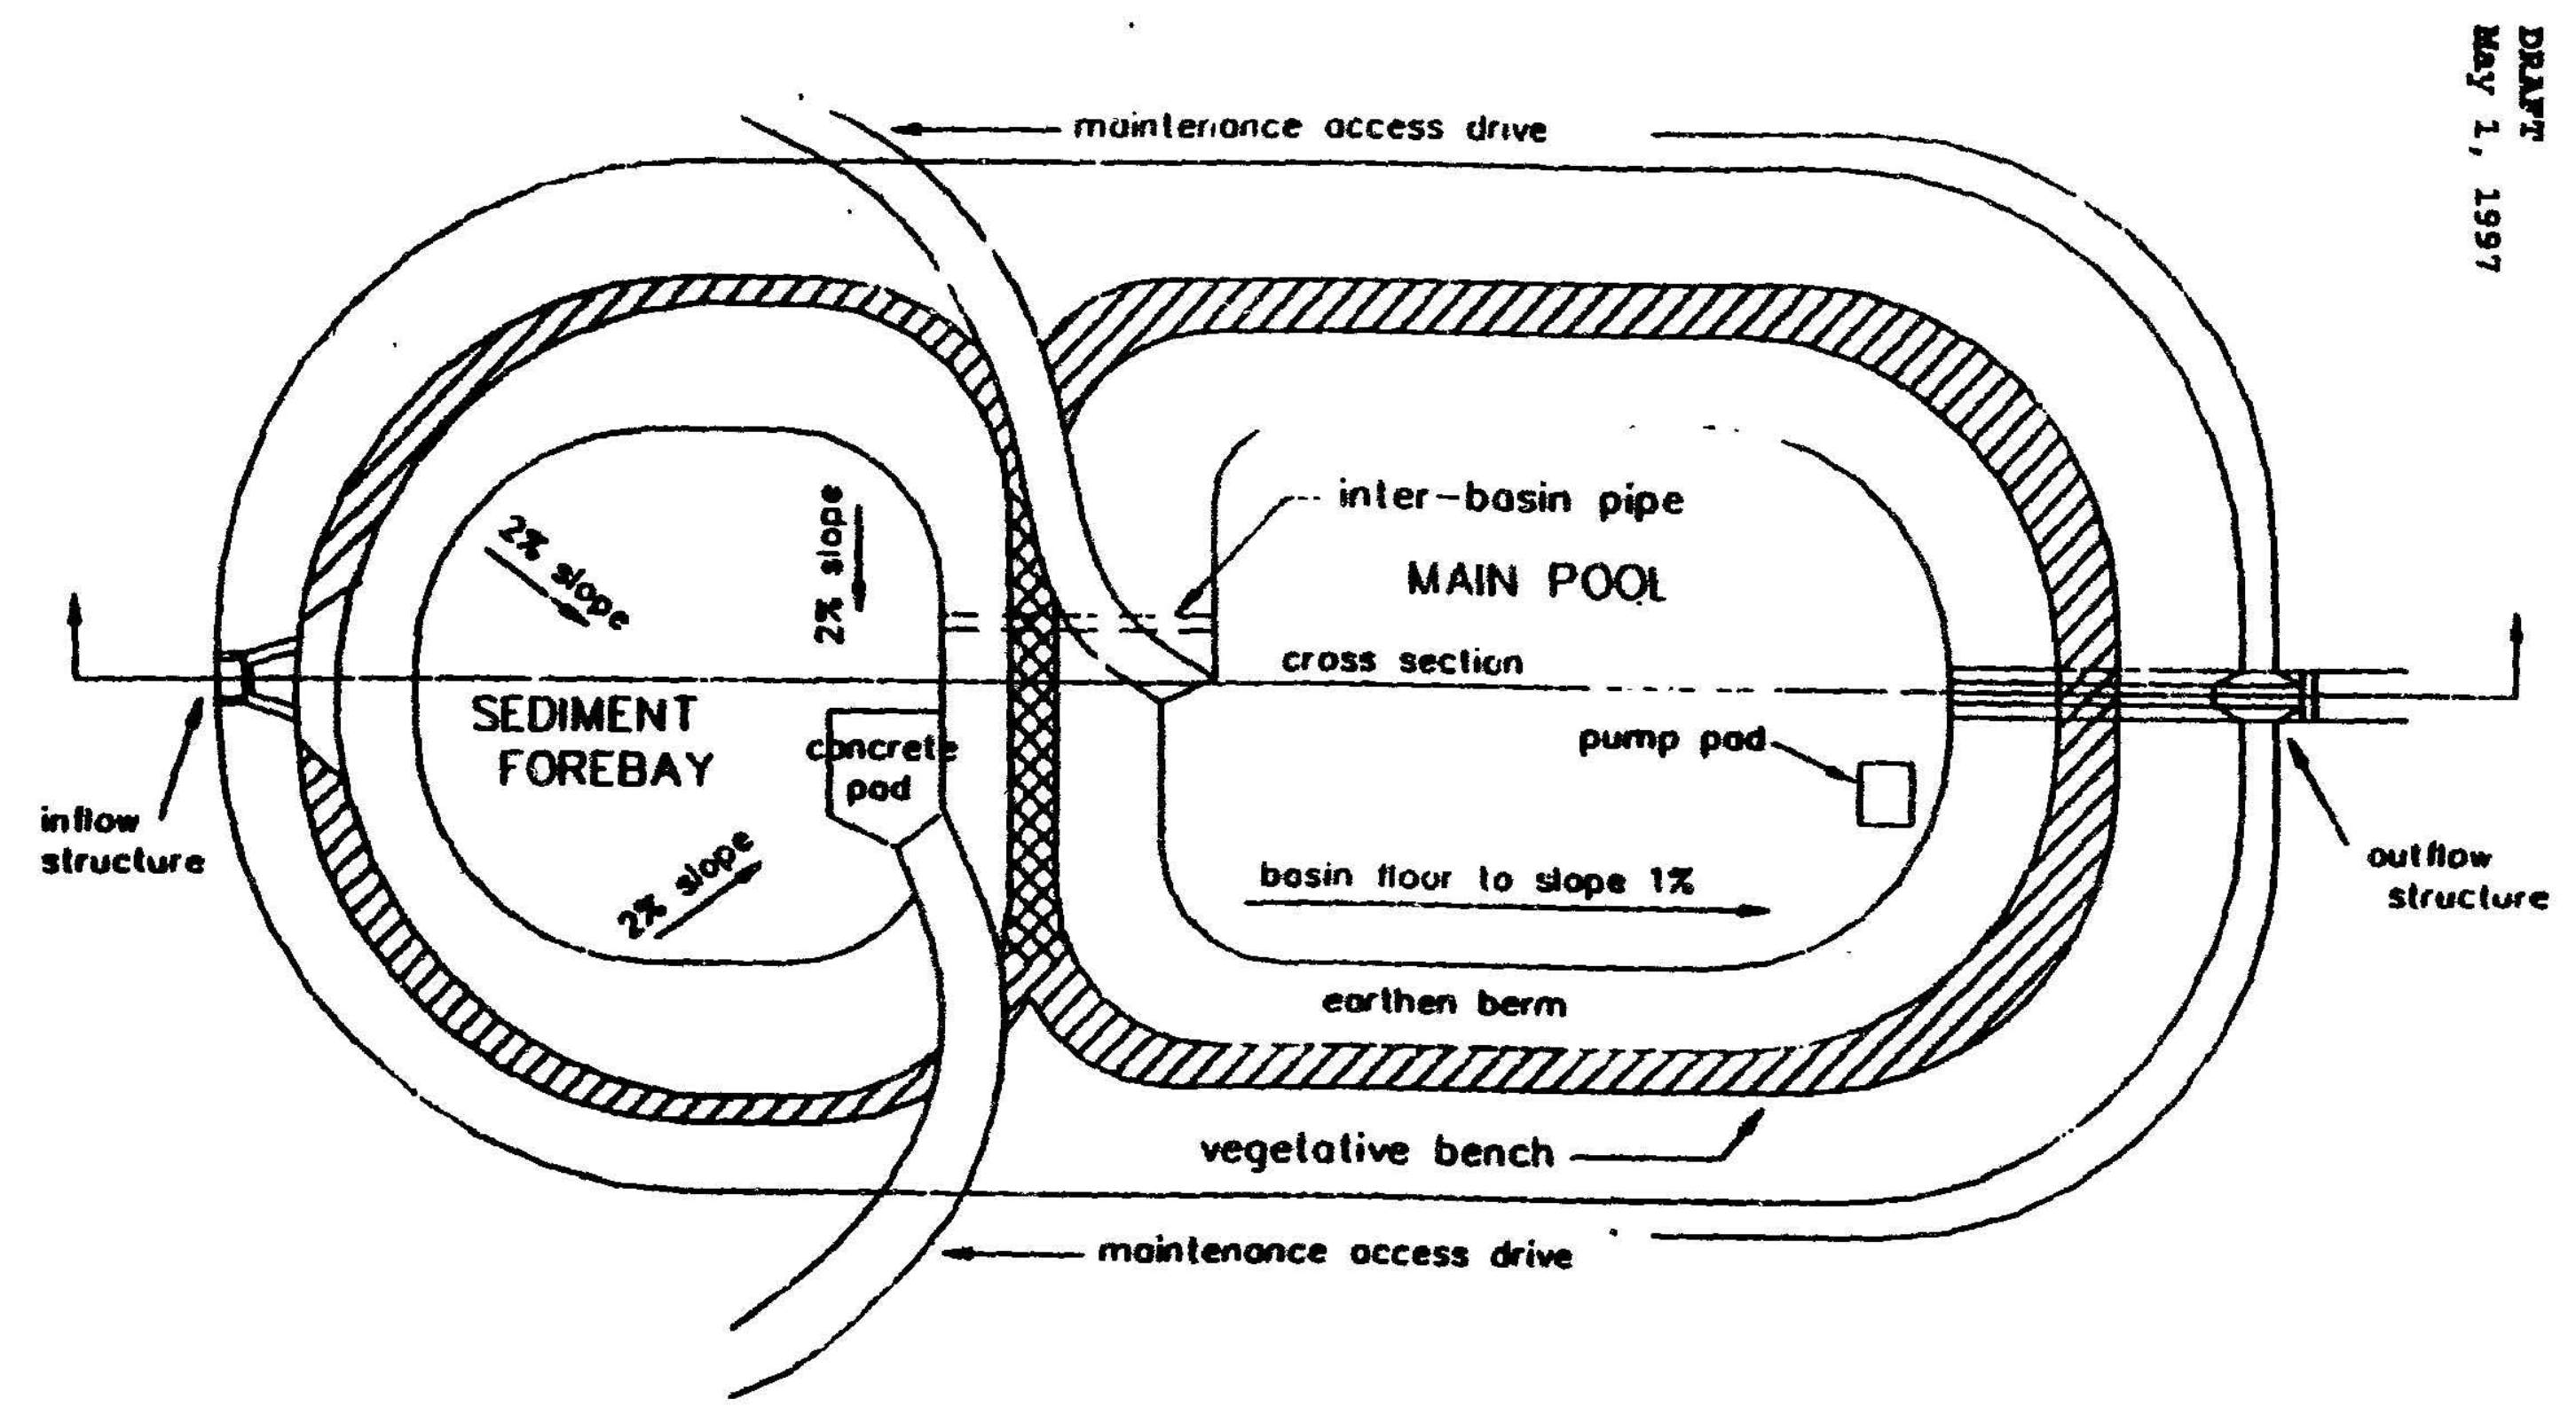 DRAFT
May 1, 1997
maintenance access drive
inter-basin pipe
2% slope
2% slope
MAIN POOL
cross section
SEDIMENT
FOREBAY
concrete
pad
pump pad
inflow
structure
2% slope
basin floor to slope 1%
outflow
structure
earthen berm
vegetative bench
maintenance access drive